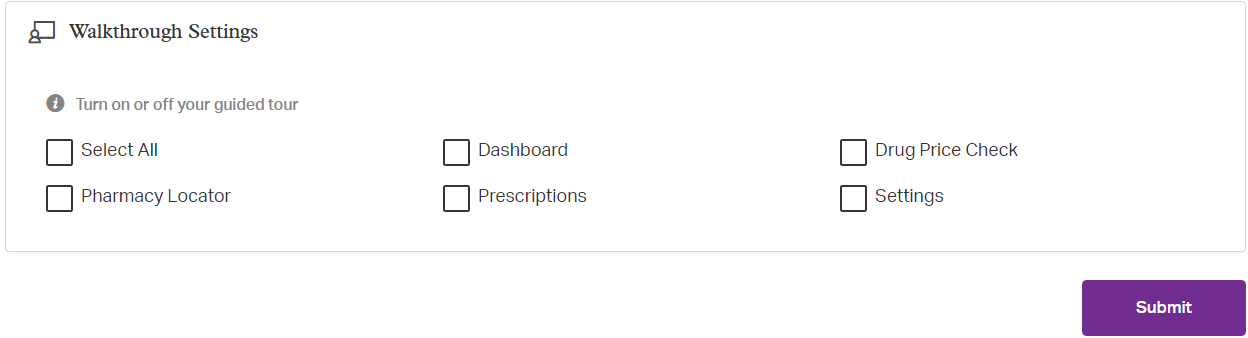 Walkthrough Settings
Turn on or off your guided tour
Select All
Dashboard
Drug Price Check
Pharmacy Locator
Prescriptions
Settings
Submit